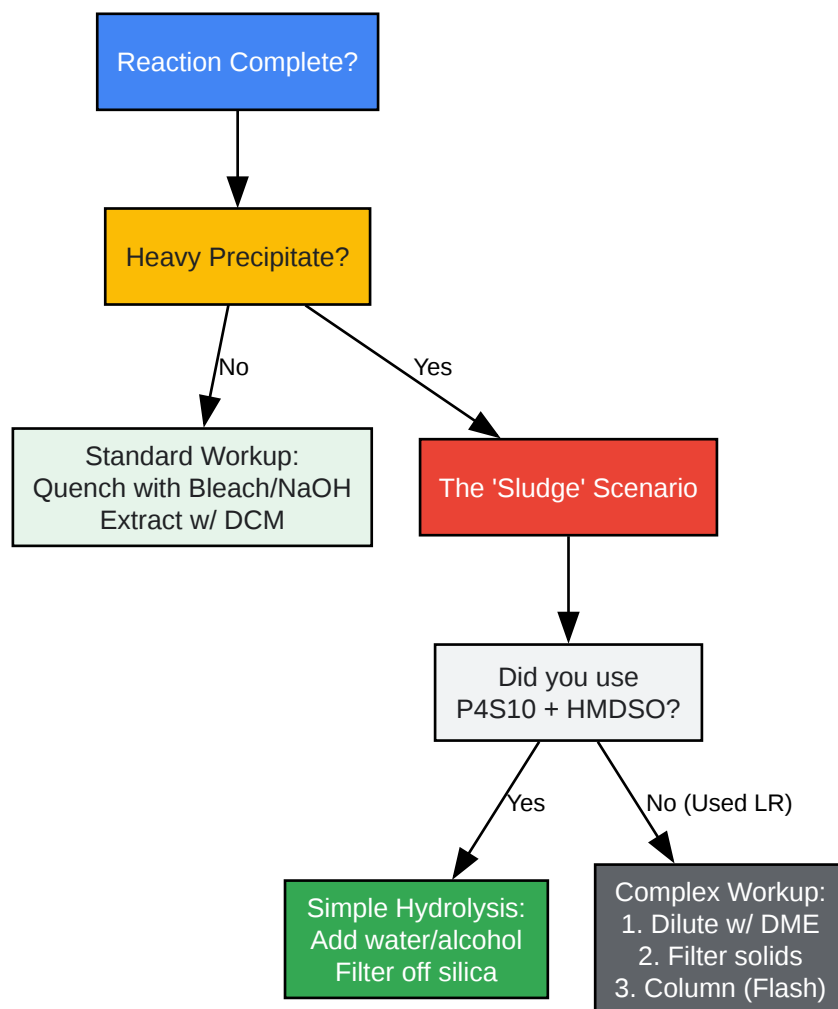 Reaction Complete?
Heavy Precipitate?
No
Yes
Standard Workup:
Quench with Bleach/NaOH
Extract w/ DCM
The 'Sludge' Scenario
Did you use
P4S10 + HMDSO?
Yes
No (Used LR)
Simple Hydrolysis:
Add water/alcohol
Filter off silica
Complex Workup:
1. Dilute w/ DME
2. Filter solids
3. Column (Flash)